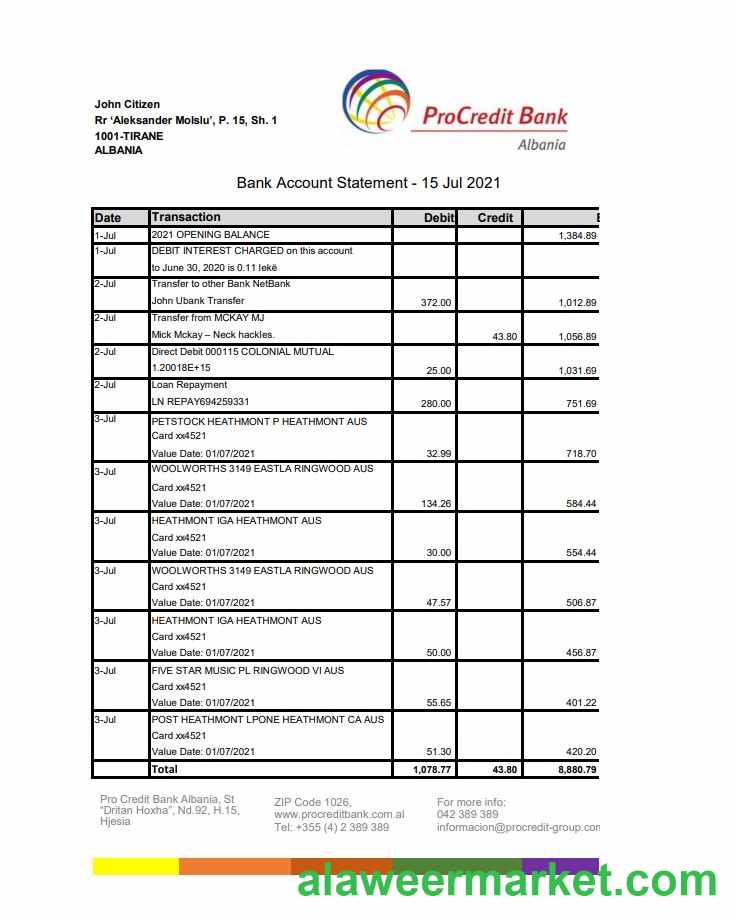 John Citizen
Rr ‘Aleksander Molslu’, P. 15, Sh. 1
1001-TIRANE
ALBANIA
ProCredit Bank
Albania
Bank Account Statement - 15 Jul 2021
Date Transaction Debit Credit
1-Jul 2021 OPENING BALANCE 1,384.89
1-Jul DEBIT INTEREST CHARGED on this account
to June 30, 2020 is 0.11 lekë
2-Jul Transfer to other Bank NetBank
John Ubank Transfer 372.00 1,012.89
2-Jul Transfer from MCKAY MJ
Mick Mckay – Neck hackles. 43.80 1,056.89
2-Jul Direct Debit 000115 COLONIAL MUTUAL
1.20018E+15 25.00 1,031.69
2-Jul Loan Repayment
LN REPAY694259331 280.00 751.69
3-Jul PETSTOCK HEATHMONT P HEATHMONT AUS
Card xx4521
Value Date: 01/07/2021 32.99 718.70
3-Jul WOOLWORTHS 3149 EASTLA RINGWOOD AUS
Card xx4521
Value Date: 01/07/2021 134.26 584.44
3-Jul HEATHMONT IGA HEATHMONT AUS
Card xx4521
Value Date: 01/07/2021 30.00 554.44
3-Jul WOOLWORTHS 3149 EASTLA RINGWOOD AUS
Card xx4521
Value Date: 01/07/2021 47.57 506.87
3-Jul HEATHMONT IGA HEATHMONT AUS
Card xx4521
Value Date: 01/07/2021 50.00 456.87
3-Jul FIVE STAR MUSIC PL RINGWOOD VI AUS
Card xx4521
Value Date: 01/07/2021 55.65 401.22
3-Jul POST HEATHMONT LPONE HEATHMONT CA AUS
Card xx4521
Value Date: 01/07/2021 51.30 420.20
Total 1,078.77 43.80 8,880.79
Pro Credit Bank Albania, St
“Dritan Hoxha”, Nd.92, H.15,
Hjesia
ZIP Code 1026,
www.procreditbank.com.al
Tel: +355 (4) 2 389 389
For more info:
042 389 389
informacion@procredit-group.com
alaweermarket.com